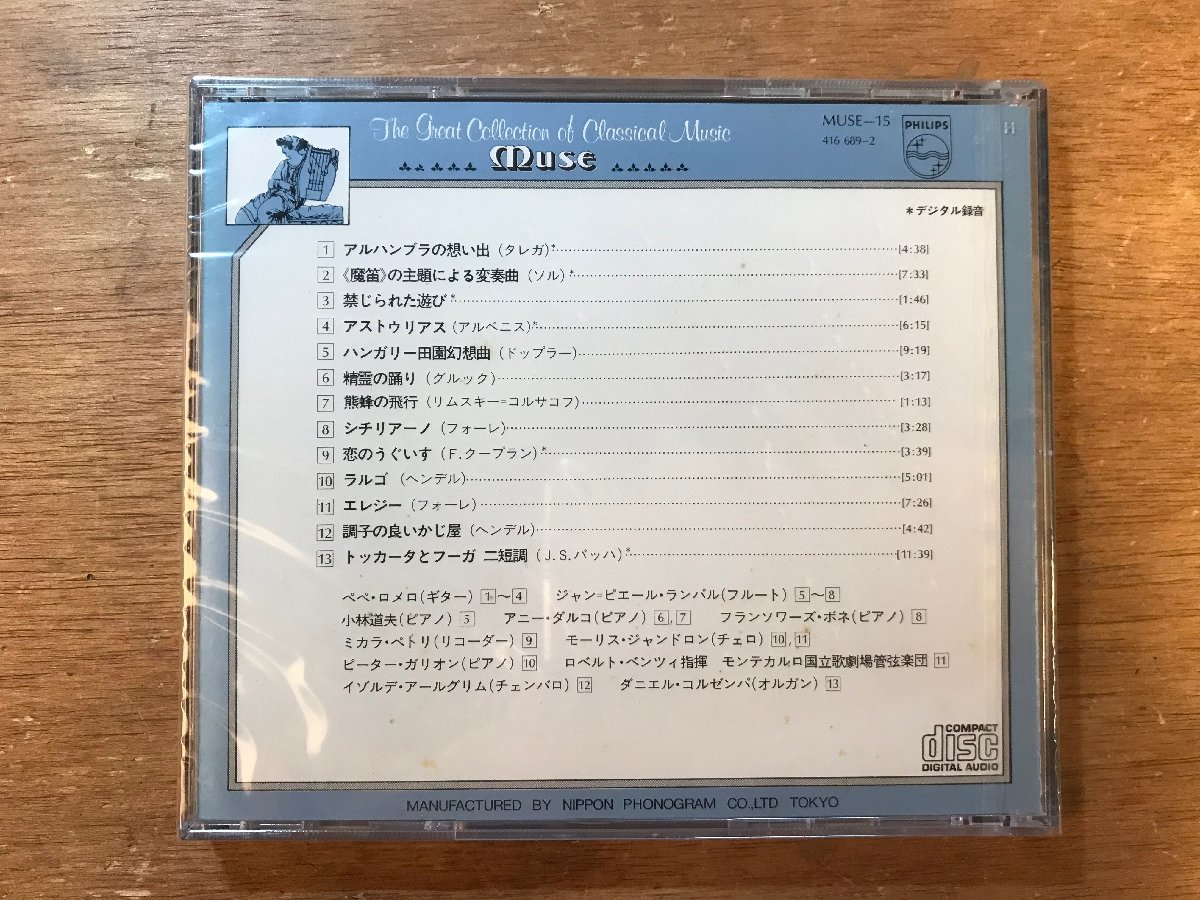 The Great Collection of Classical Music
Muse
MUSE-15
416 689-2
PHILIPS
*デジタル録音
1 アルハンブラの想い出 (タレガ)* [4:38]
2 《魔笛》の主題による変奏曲 (ソル)* [7:33]
3 禁じられた遊び* [1:46]
4 アストゥリアス (アルベニス)* [6:15]
5 ハンガリー田園幻想曲 (ドップラー) [9:19]
6 精霊の踊り (グルック) [3:17]
7 熊蜂の飛行 (リムスキー=コルサコフ) [1:13]
8 シチリアーノ (フォーレ) [3:28]
9 恋のうぐいす (F.クープラン)* [3:39]
10 ラルゴ (ヘンデル) [5:01]
11 エレジー (フォーレ) [7:26]
12 調子の良いかじ屋 (ヘンデル) [4:42]
13 トッカータとフーガ 二短調 (J.S.バッハ)* [11:39]
ペペ・ロメロ(ギター) 1〜4 ジャン=ピエール・ランパル(フルート) 5〜8
小林道夫(ピアノ) 5 アニー・ダルコ(ピアノ) 6,7 フランソワーズ・ボネ(ピアノ) 8
ミカラ・ペトリ(リコーダー) 9 モーリス・ジャンドロン(チェロ) 10,11
ピーター・ガリオン(ピアノ) 10 ロベルト・ベンツィ指揮 モンテカルロ国立歌劇場管弦楽団 11
イゾルデ・アールグリム(チェンバロ) 12 ダニエル・コルゼンパ(オルガン) 13
COMPACT
disc
DIGITAL AUDIO
MANUFACTURED BY NIPPON PHONOGRAM CO.,LTD TOKYO